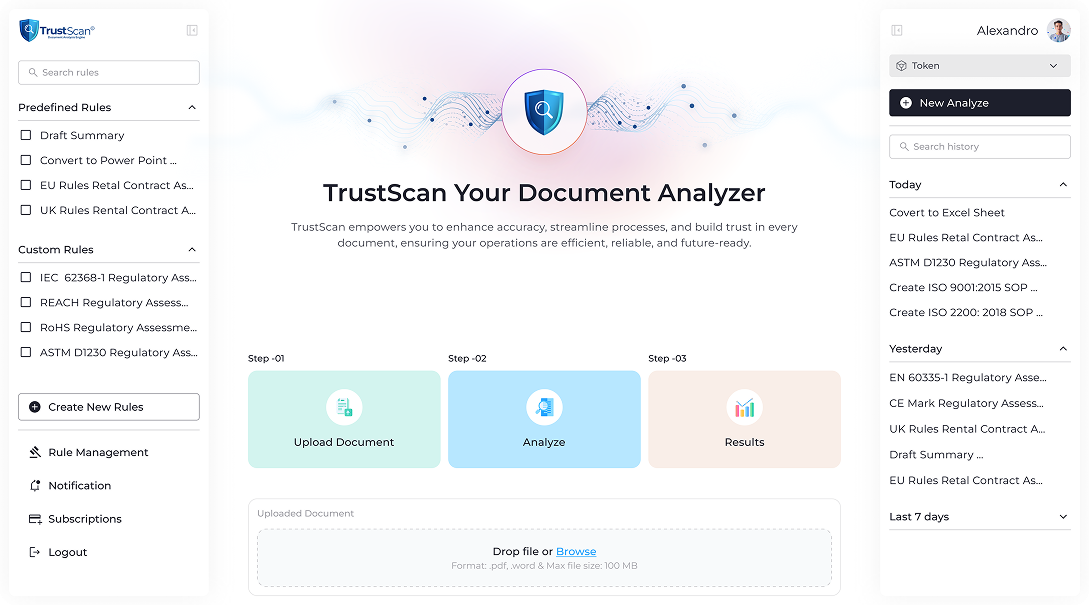 TrustScan®
Document Analysis Engine
Search rules
Predefined Rules
Draft Summary
Convert to Power Point ...
EU Rules Retal Contract As...
UK Rules Rental Contract A...
Custom Rules
IEC 62368-1 Regulatory Ass...
REACH Regulatory Assess...
RoHS Regulatory Assessme...
ASTM D1230 Regulatory Ass...
Create New Rules
Rule Management
Notification
Subscriptions
Logout
TrustScan Your Document Analyzer
TrustScan empowers you to enhance accuracy, streamline processes, and build trust in every
document, ensuring your operations are efficient, reliable, and future-ready.
Step -01
Upload Document
Step -02
Analyze
Step -03
Results
Uploaded Document
Drop file or Browse
Format: .pdf, .word & Max file size: 100 MB
Alexandro
Token
New Analyze
Search history
Today
Covert to Excel Sheet
EU Rules Retal Contract As...
ASTM D1230 Regulatory Ass...
Create ISO 9001:2015 SOP ...
Create ISO 2200: 2018 SOP ...
Yesterday
EN 60335-1 Regulatory Asse...
CE Mark Regulatory Assess...
UK Rules Rental Contract A...
Draft Summary ...
EU Rules Retal Contract As...
Last 7 days